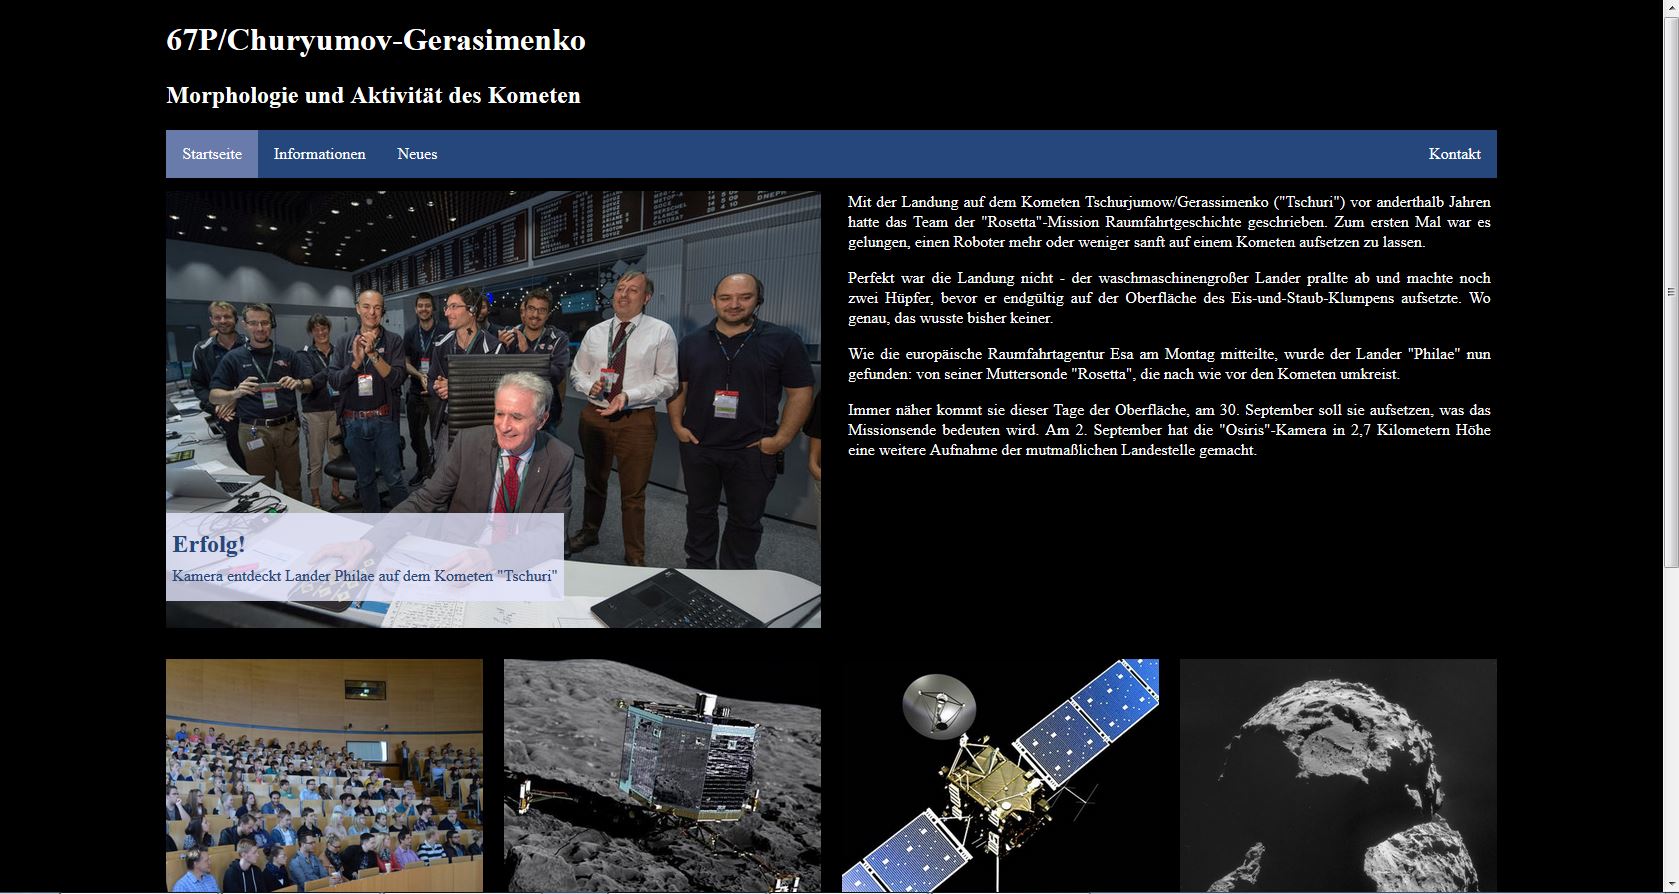 67P/Churyumov-Gerasimenko
Morphologie und Aktivität des Kometen
Startseite Informationen Neues Kontakt
Mit der Landung auf dem Kometen Tschurjumow/Gerassimenko ("Tschuri") vor anderthalb Jahren
hatte das Team der "Rosetta"-Mission Raumfahrtgeschichte geschrieben. Zum ersten Mal war es
gelungen, einen Roboter mehr oder weniger sanft auf einem Kometen aufsetzen zu lassen.
Perfekt war die Landung nicht - der waschmaschinengroßer Lander prallte ab und machte noch
zwei Hüpfer, bevor er endgültig auf der Oberfläche des Eis-und-Staub-Klumpens aufsetzte. Wo
genau, das wusste bisher keiner.
Wie die europäische Raumfahrtagentur Esa am Montag mitteilte, wurde der Lander "Philae" nun
gefunden: von seiner Muttersonde "Rosetta", die nach wie vor den Kometen umkreist.
Immer näher kommt sie dieser Tage der Oberfläche, am 30. September soll sie aufsetzen, was das
Missionsende bedeuten wird. Am 2. September hat die "Osiris"-Kamera in 2,7 Kilometern Höhe
eine weitere Aufnahme der mutmaßlichen Landestelle gemacht.
Erfolg!
Kamera entdeckt Lander Philae auf dem Kometen "Tschuri"